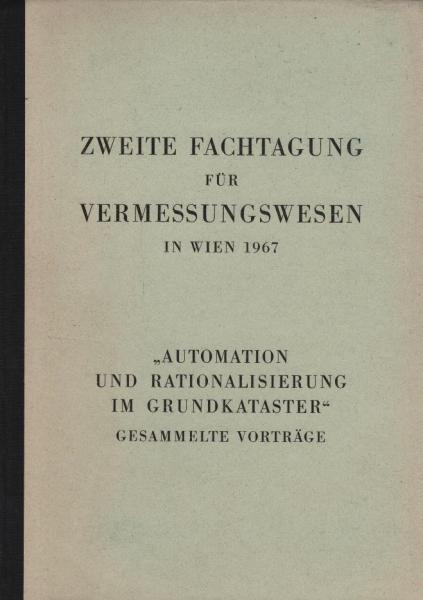 ZWEITE FACHTAGUNG
FÜR
VERMESSUNGSWESEN
IN WIEN 1967
„AUTOMATION
UND RATIONALISIERUNG
IM GRUNDKATASTER“
GESAMMELTE VORTRÄGE